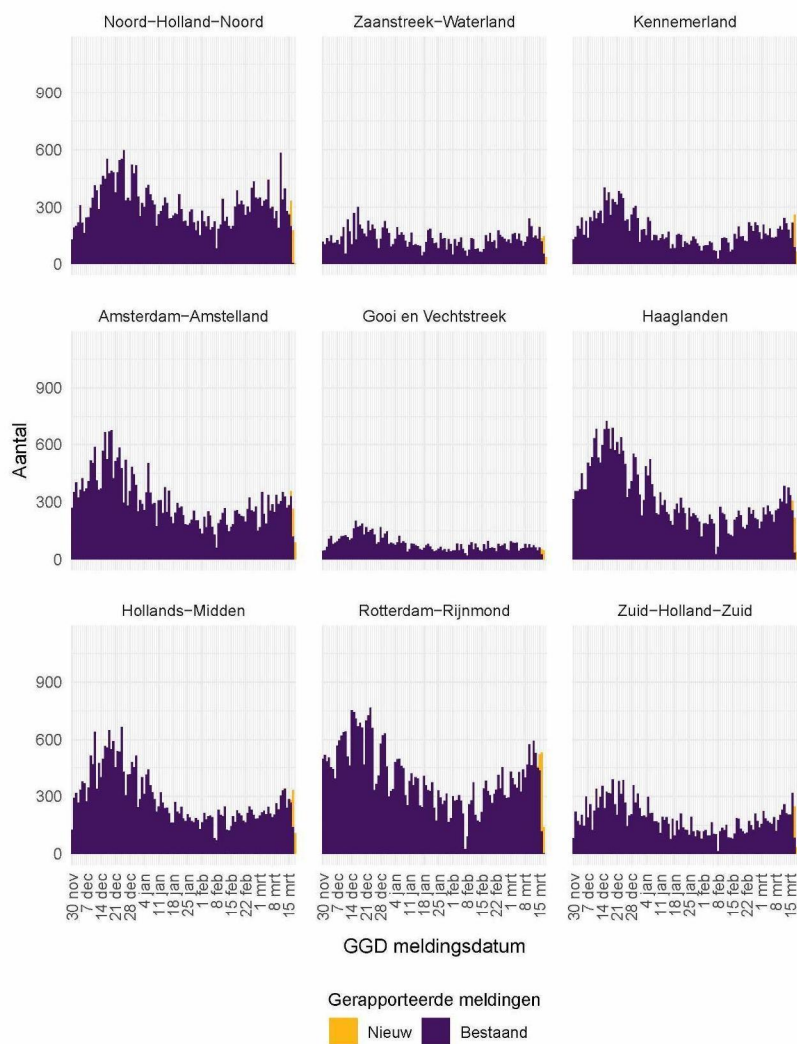 Noord-Holland-Noord Zaanstreek-Waterland Kennemerland
900
600
300
0
Amsterdam-Amstelland Gooi en Vechtstreek Haaglanden
Aantal
900
600
300
0
Hollands-Midden Rotterdam-Rijnmond Zuid-Holland-Zuid
900
600
300
0
30 nov 7 dec 14 dec 21 dec 28 dec 4 jan 11 jan 18 jan 25 jan 1 feb 8 feb 15 feb 22 feb 1 mrt 8 mrt 15 mrt 30 nov 7 dec 14 dec 21 dec 28 dec 4 jan 11 jan 18 jan 25 jan 1 feb 8 feb 15 feb 22 feb 1 mrt 8 mrt 15 mrt 30 nov 7 dec 14 dec 21 dec 28 dec 4 jan 11 jan 18 jan 25 jan 1 feb 8 feb 15 feb 22 feb 1 mrt 8 mrt 15 mrt
GGD meldingsdatum
Gerapporteerde meldingen
Nieuw Bestaand